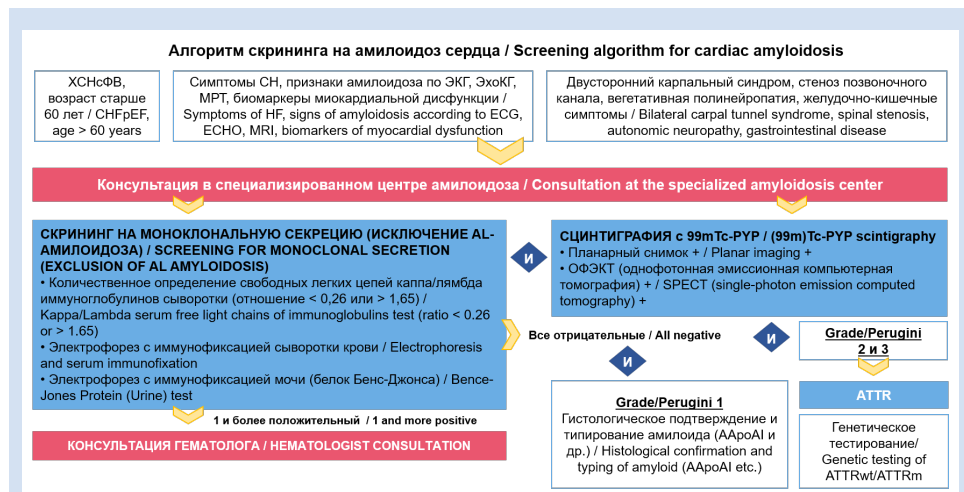 Алгоритм скрининга на амилоидоз сердца / Screening algorithm for cardiac amyloidosis
ХСНсФВ,
возраст старше
60 лет / CHFpEF,
age > 60 years
Симптомы СН, признаки амилоидоза по ЭКГ, ЭхоКГ,
МРТ, биомаркеры миокардиальной дисфункции /
Symptoms of HF, signs of amyloidosis according to ECG,
ECHO, MRI, biomarkers of myocardial dysfunction
Двусторонний карпальный синдром, стеноз позвоночного
канала, вегетативная полинейропатия, желудочно-кишечные
симптомы / Bilateral carpal tunnel syndrome, spinal stenosis,
autonomic neuropathy, gastrointestinal disease
Консультация в специализированном центре амилоидоза / Consultation at the specialized amyloidosis center
СКРИНИНГ НА МОНОКЛОНАЛЬНУЮ СЕКРЕЦИЮ (ИСКЛЮЧЕНИЕ AL-
АМИЛОИДОЗА) / SCREENING FOR MONOCLONAL SECRETION
(EXCLUSION OF AL AMYLOIDOSIS)
• Количественное определение свободных легких цепей каппа/лямбда
иммуноглобулинов сыворотки (отношение < 0,26 или > 1,65) /
Kappa/Lambda serum free light chains of immunoglobulins test (ratio < 0.26
or > 1.65)
• Электрофорез с иммунофиксацией сыворотки крови / Electrophoresis
and serum immunofixation
• Электрофорез с иммунофиксацией мочи (белок Бенс-Джонса) / Bence-
Jones Protein (Urine) test
И
СЦИНТИГРАФИЯ с 99mTc-PYP / (99m)Tc-PYP scintigraphy
• Планарный снимок + / Planar imaging +
• ОФЭКТ (однофотонная эмиссионная компьютерная
томография) + / SPECT (single-photon emission computed
tomography) +
Все отрицательные / All negative
И
И
Grade/Perugini
2 и 3
ATTR
Генетическое
тестирование/
Genetic testing of
ATTRwt/ATTRm
Grade/Perugini 1
Гистологическое подтверждение и
типирование амилоида (AApoAI и
др.) / Histological confirmation and
typing of amyloid (AApoAI etc.)
1 и более положительный / 1 and more positive
КОНСУЛЬТАЦИЯ ГЕМАТОЛОГА / HEMATOLOGIST CONSULTATION